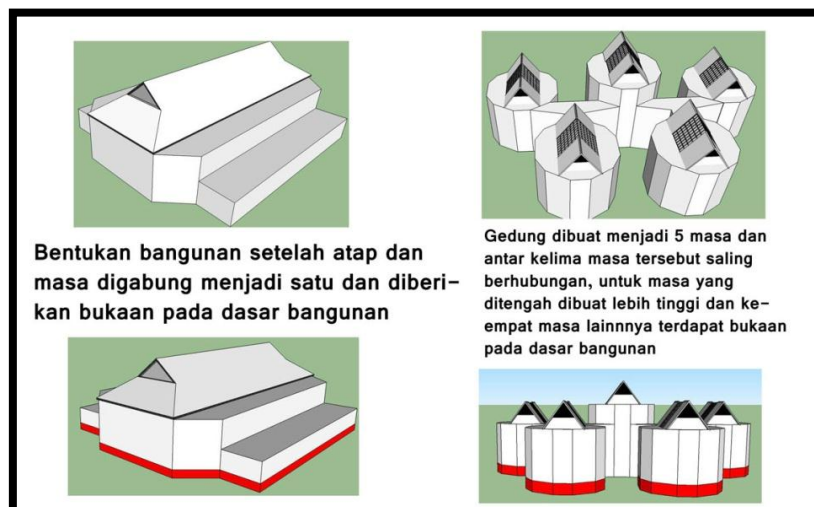 Bentukan bangunan setelah atap dan
masa digabung menjadi satu dan diberi-
kan bukaan pada dasar bangunan
Gedung dibuat menjadi 5 masa dan
antar kelima masa tersebut saling
berhubungan, untuk masa yang
ditengah dibuat lebih tinggi dan ke-
empat masa lainnnya terdapat bukaan
pada dasar bangunan